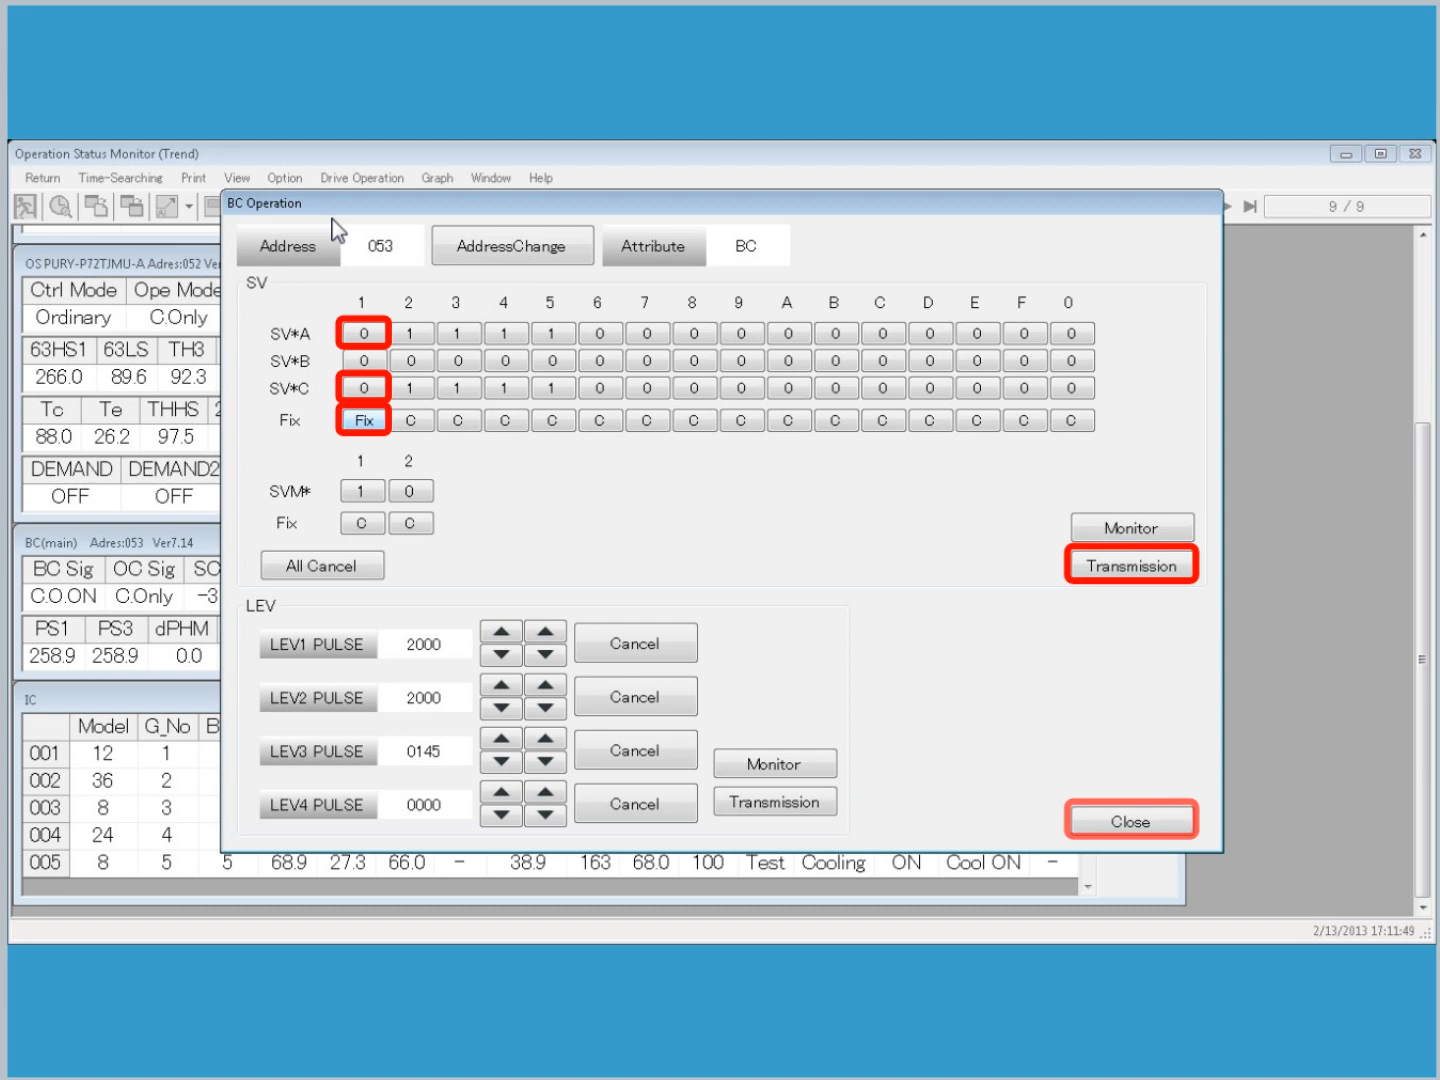 Operation Status Monitor (Trend)
Return Time-Searching Print View Option Drive Operation Graph Window Help
9 / 9
BC Operation
Address 053 AddressChange Attribute BC
SV
1 2 3 4 5 6 7 8 9 A B C D E F 0
SV*A 0 1 1 1 1 0 0 0 0 0 0 0 0 0 0 0
SV*B 0 0 0 0 0 0 0 0 0 0 0 0 0 0 0 0
SV*C 0 1 1 1 1 0 0 0 0 0 0 0 0 0 0 0
Fix Fix C C C C C C C C C C C C C C C
1 2
SVM* 1 0
Fix C C
Monitor
All Cancel Transmission
LEV
LEV1 PULSE 2000 Cancel
LEV2 PULSE 2000 Cancel
LEV3 PULSE 0145 Cancel
Monitor
LEV4 PULSE 0000 Cancel
Transmission
Close
OS PURY-P72TJMU-A Adres:052 Ve
Ctrl Mode Ope Mode
Ordinary C.Only
63HS1 63LS TH3
266.0 89.6 92.3
Tc Te THHS 2
88.0 26.2 97.5
DEMAND DEMAND2
OFF OFF
BC(main) Adres:053 Ver7.14
BC Sig OC Sig SC
C.O.ON C.Only -3
PS1 PS3 dPHM
258.9 258.9 0.0
IC
Model G_No B
001 12 1
002 36 2
003 8 3
004 24 4
005 8 5 5 68.9 27.3 66.0 - 38.9 163 68.0 100 Test Cooling ON Cool ON -
2/13/2013 17:11:49